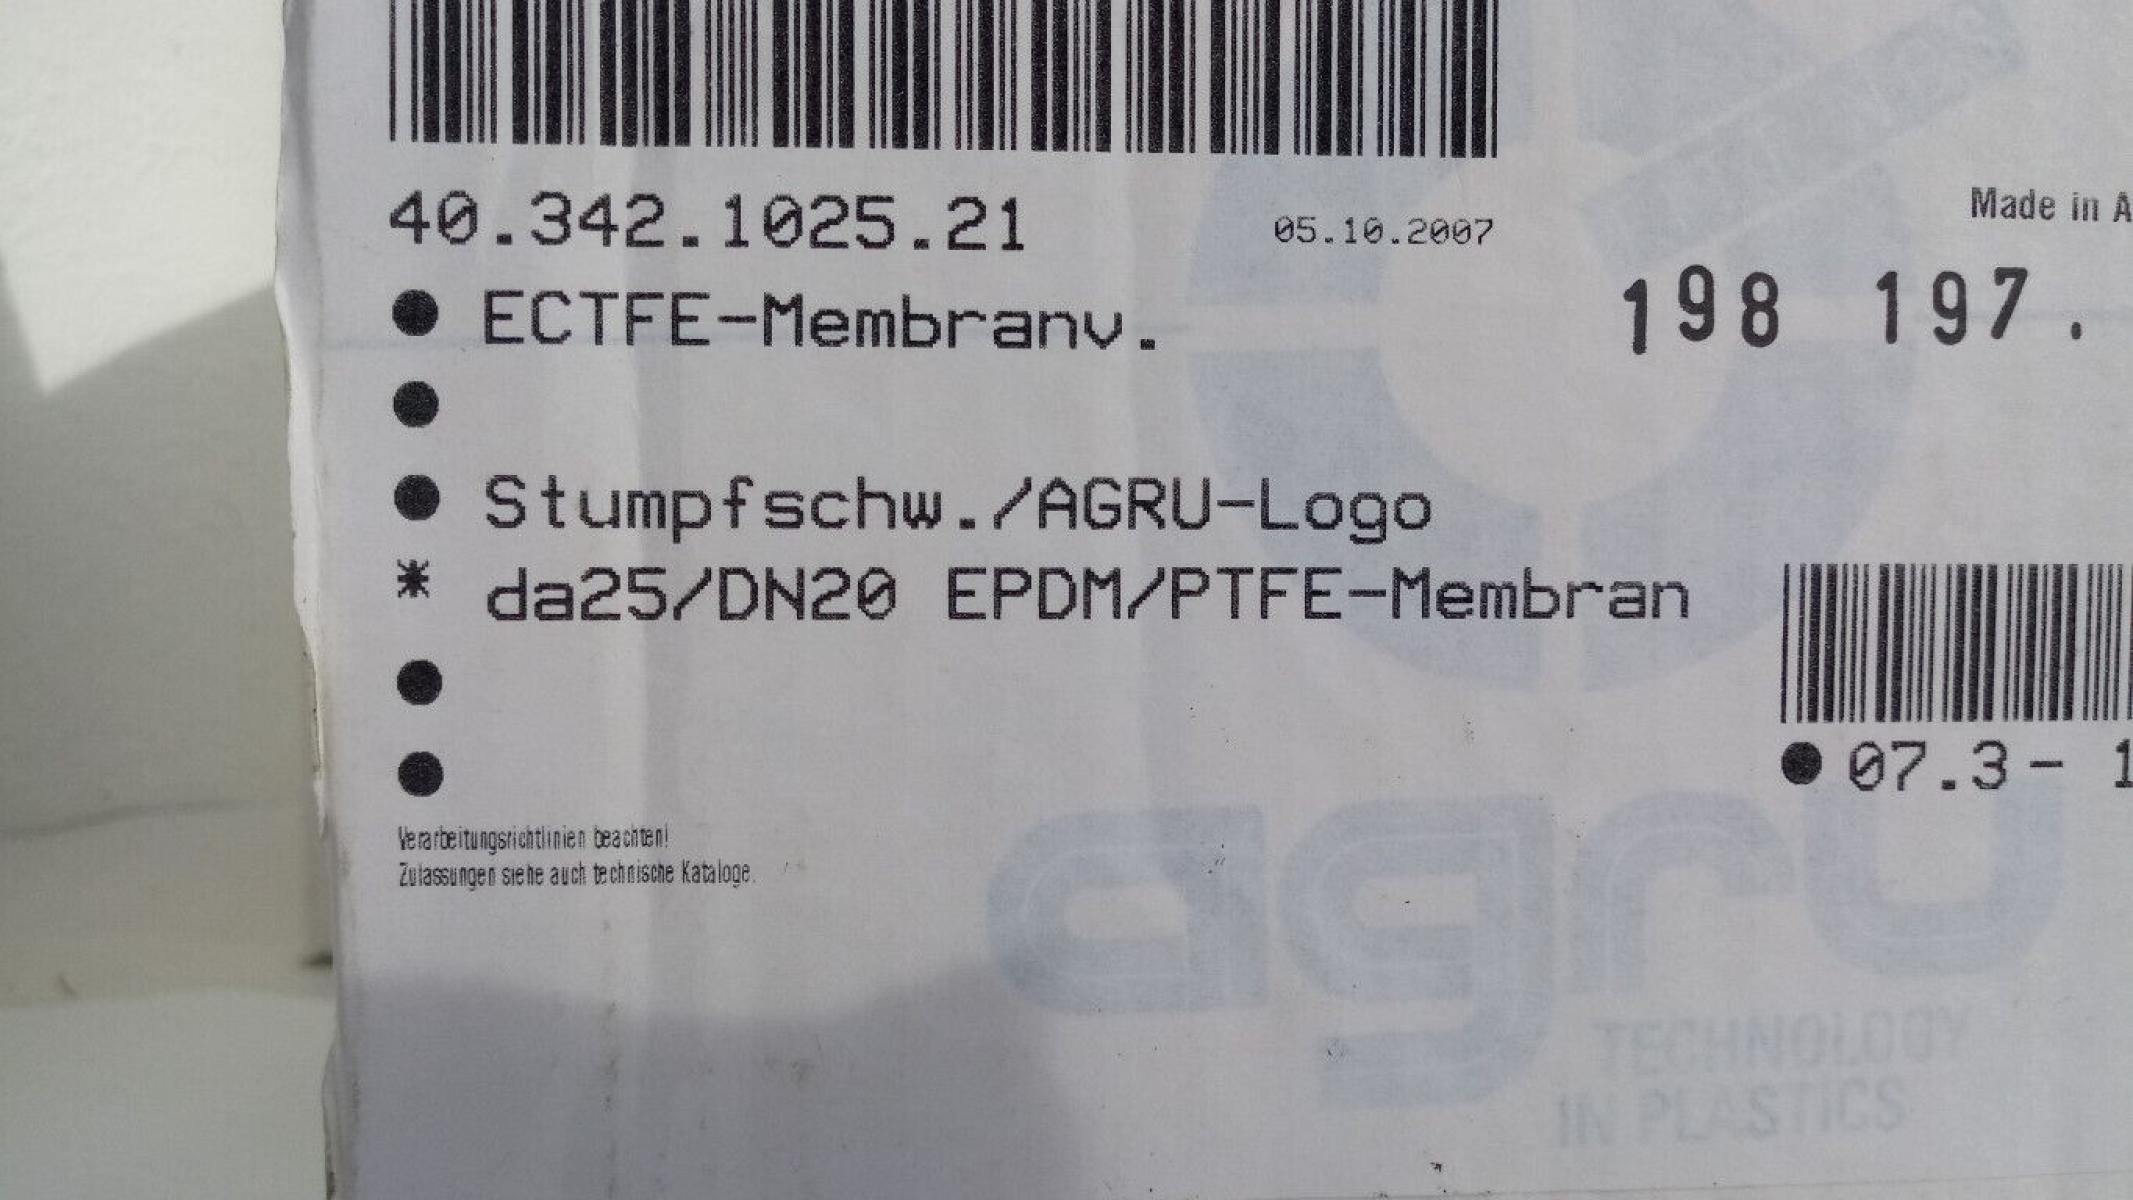 40.342.1025.21 05.10.2007
Made in A
198 197.
● ECTFE-Membranv.
●
● Stumpfschw./AGRU-Logo
* da25/DN20 EPDM/PTFE-Membran
●
● 07.3- 1
●
Verarbeitungsrichtlinien beachten!
Zulassungen siehe auch technische Kataloge.
agru
TECHNOLOGY
IN PLASTICS